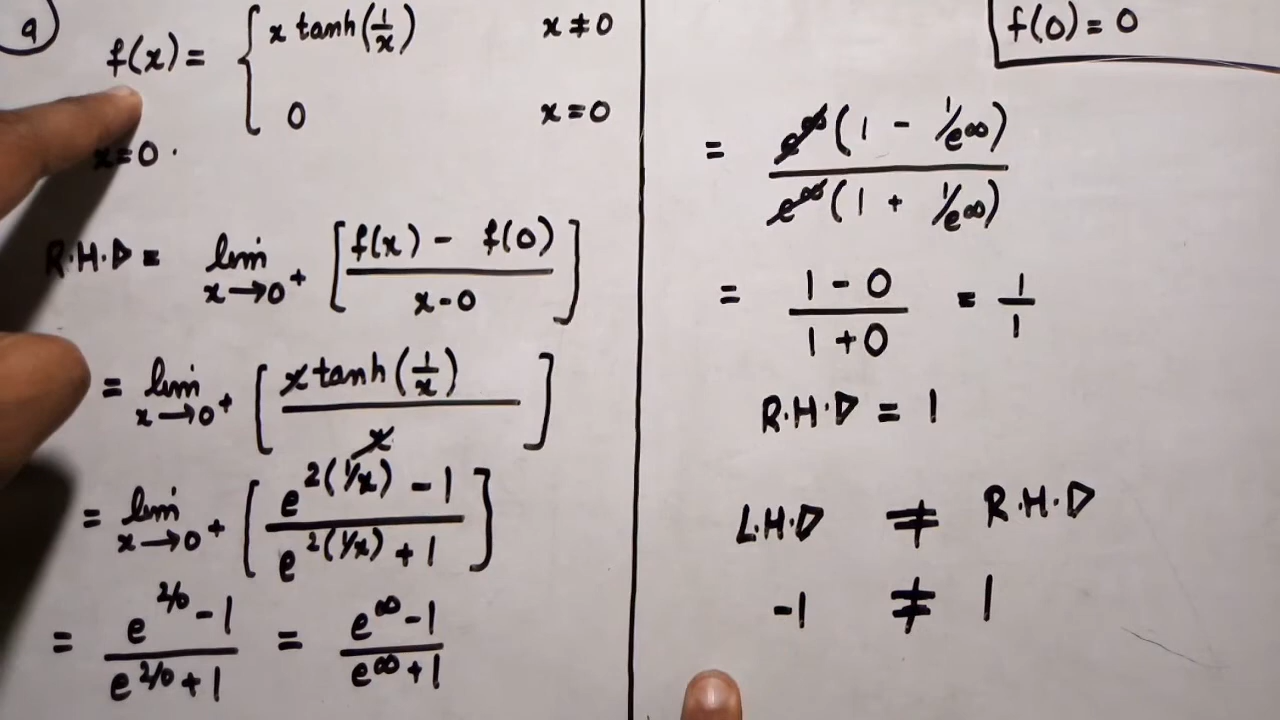 9
f(x) = { x tanh(1/x)    x ≠ 0
0    x = 0
x=0 .
R.H.D = lim x→0+ [ f(x) - f(0) / x-0 ]
= lim x→0+ [ x tanh(1/x) / x ]
= lim x→0+ [ e^2(1/x) - 1 / e^2(1/x) + 1 ]
= e^2/0 - 1 / e^2/0 + 1 = e^∞ - 1 / e^∞ + 1
f(0) = 0
= e^∞(1 - 1/e^∞) / e^∞(1 + 1/e^∞)
= 1 - 0 / 1 + 0 = 1/1
R.H.D = 1
L.H.D ≠ R.H.D
-1 ≠ 1